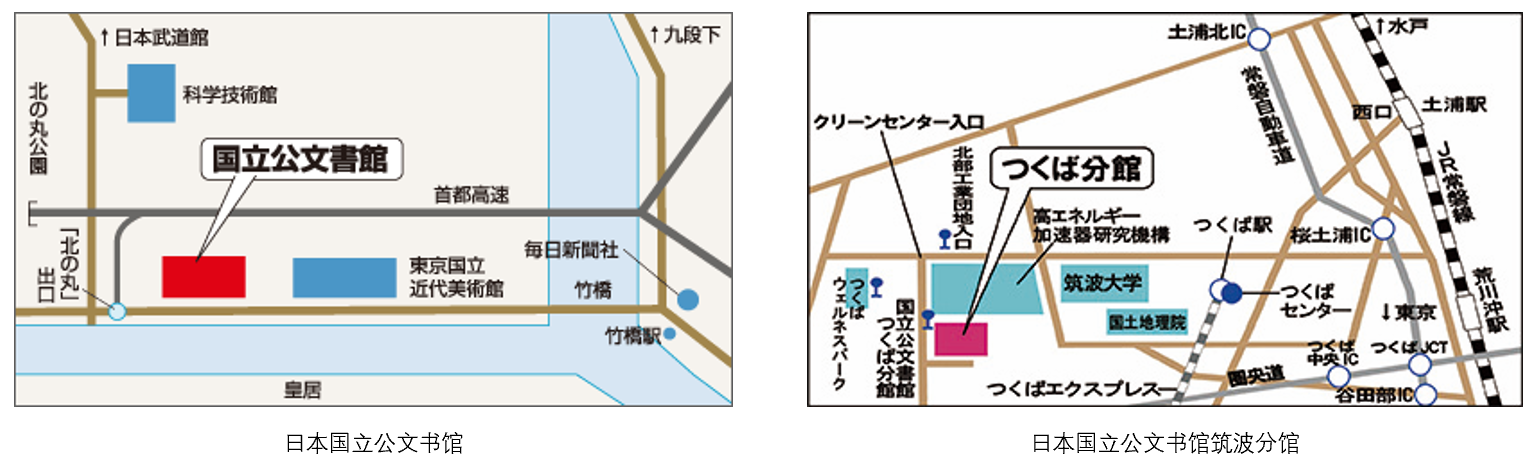 ↑日本武道館
↑九段下
科学技術館
北の丸公園
国立公文書館
首都高速
「北の丸」
出口
東京国立
近代美術館
毎日新聞社
竹橋
竹橋駅
皇居
日本国立公文书馆
土浦北IC
↑水戸
常磐自動車道
西口
土浦駅
クリーンセンター入口
北部工業団地入口
つくば分館
JR常磐線
高エネルギー
加速器研究機構
つくば駅
桜土浦IC
つくば
ウェルネスパーク
筑波大学
つくば
センター
荒川沖駅
国立公文書館
つくば分館
国土地理院
↓東京
つくば
中央IC
つくばJCT
つくばエクスプレス
圏央道
谷田部IC
日本国立公文书馆筑波分馆